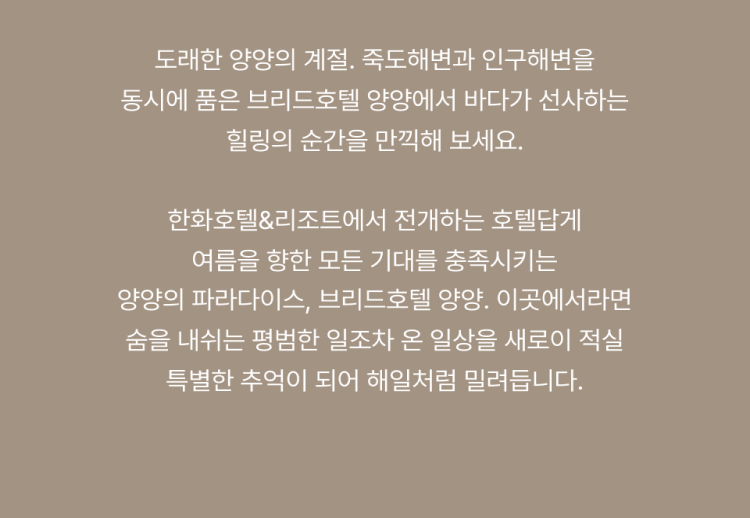 도래한 양양의 계절. 죽도해변과 인구해변을
동시에 품은 브리드호텔 양양에서 바다가 선사하는
힐링의 순간을 만끽해 보세요.
한화호텔&리조트에서 전개하는 호텔답게
여름을 향한 모든 기대를 충족시키는
양양의 파라다이스, 브리드호텔 양양. 이곳에서라면
숨을 내쉬는 평범한 일조차 온 일상을 새로이 적실
특별한 추억이 되어 해일처럼 밀려듭니다.